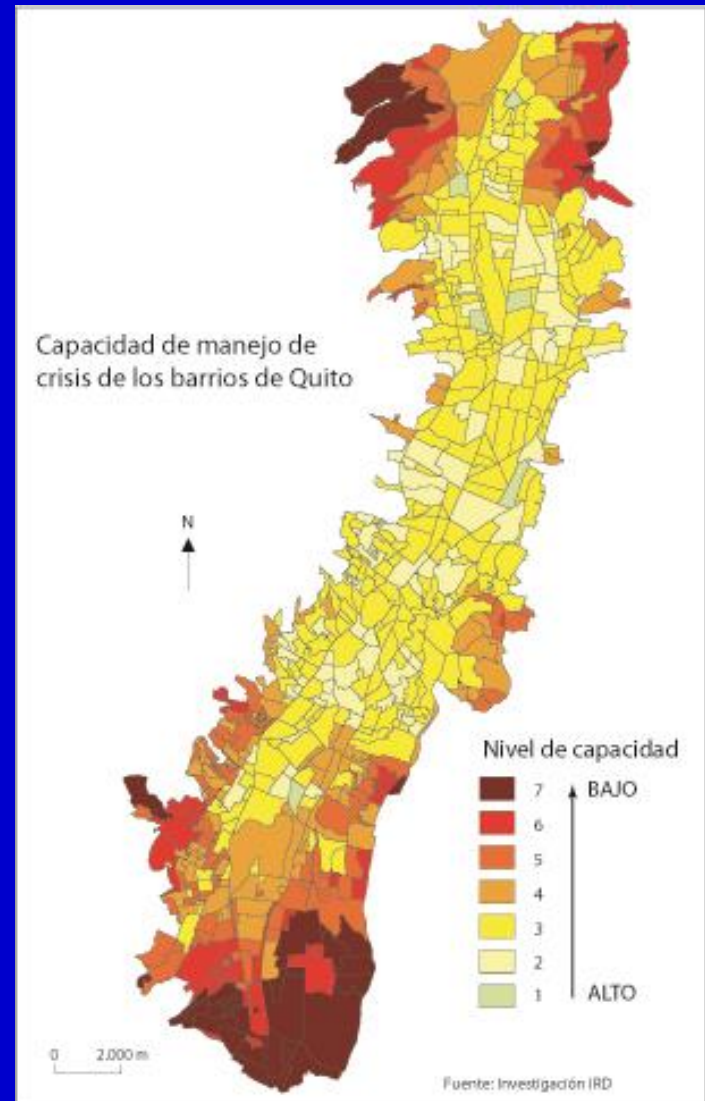 Capacidad de manejo de
crisis de los barrios de Quito
N
Nivel de capacidad
7 BAJO
6
5
4
3
2
1 ALTO
0 2.000 m
Fuente: Investigación IRD